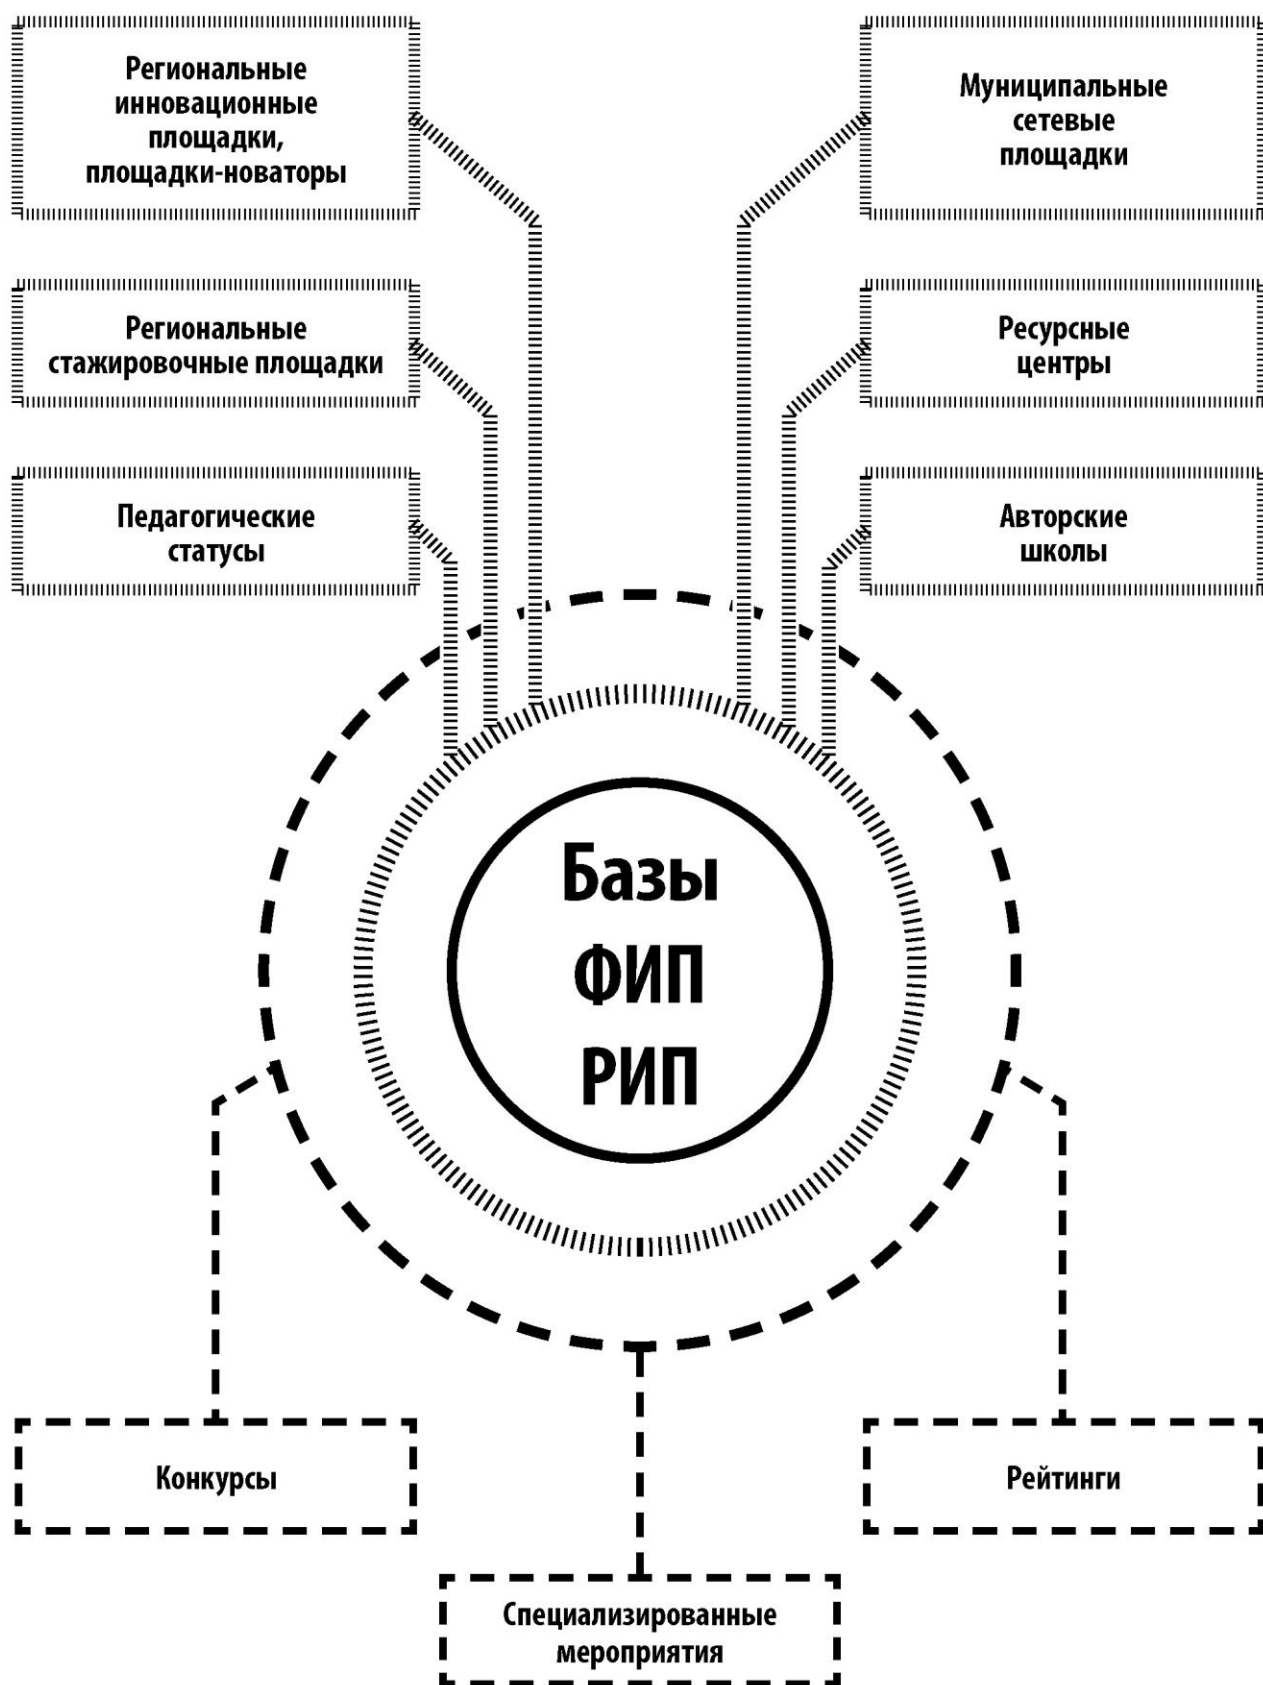 Региональные
инновационные
площадки,
площадки-новаторы
Муниципальные
сетевые
площадки
Региональные
стажировочные площадки
Ресурсные
центры
Педагогические
статусы
Авторские
школы
Базы
ФИП
РИП
Конкурсы
Рейтинги
Специализированные
мероприятия